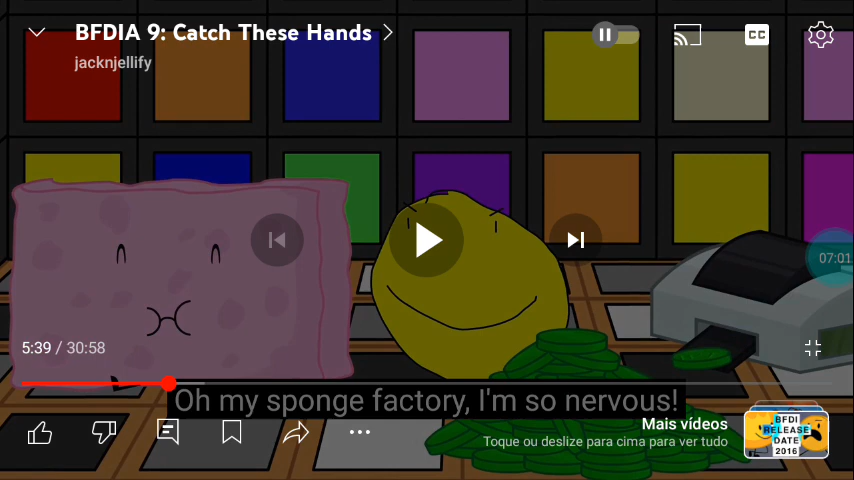 BFDIA 9: Catch These Hands
jacknjellify
CC
07:01
5:39 / 30:58
Oh my sponge factory, I'm so nervous!
Mais vídeos
Toque ou deslize para cima para ver tudo
BFDI
RELEASE
DATE
2016